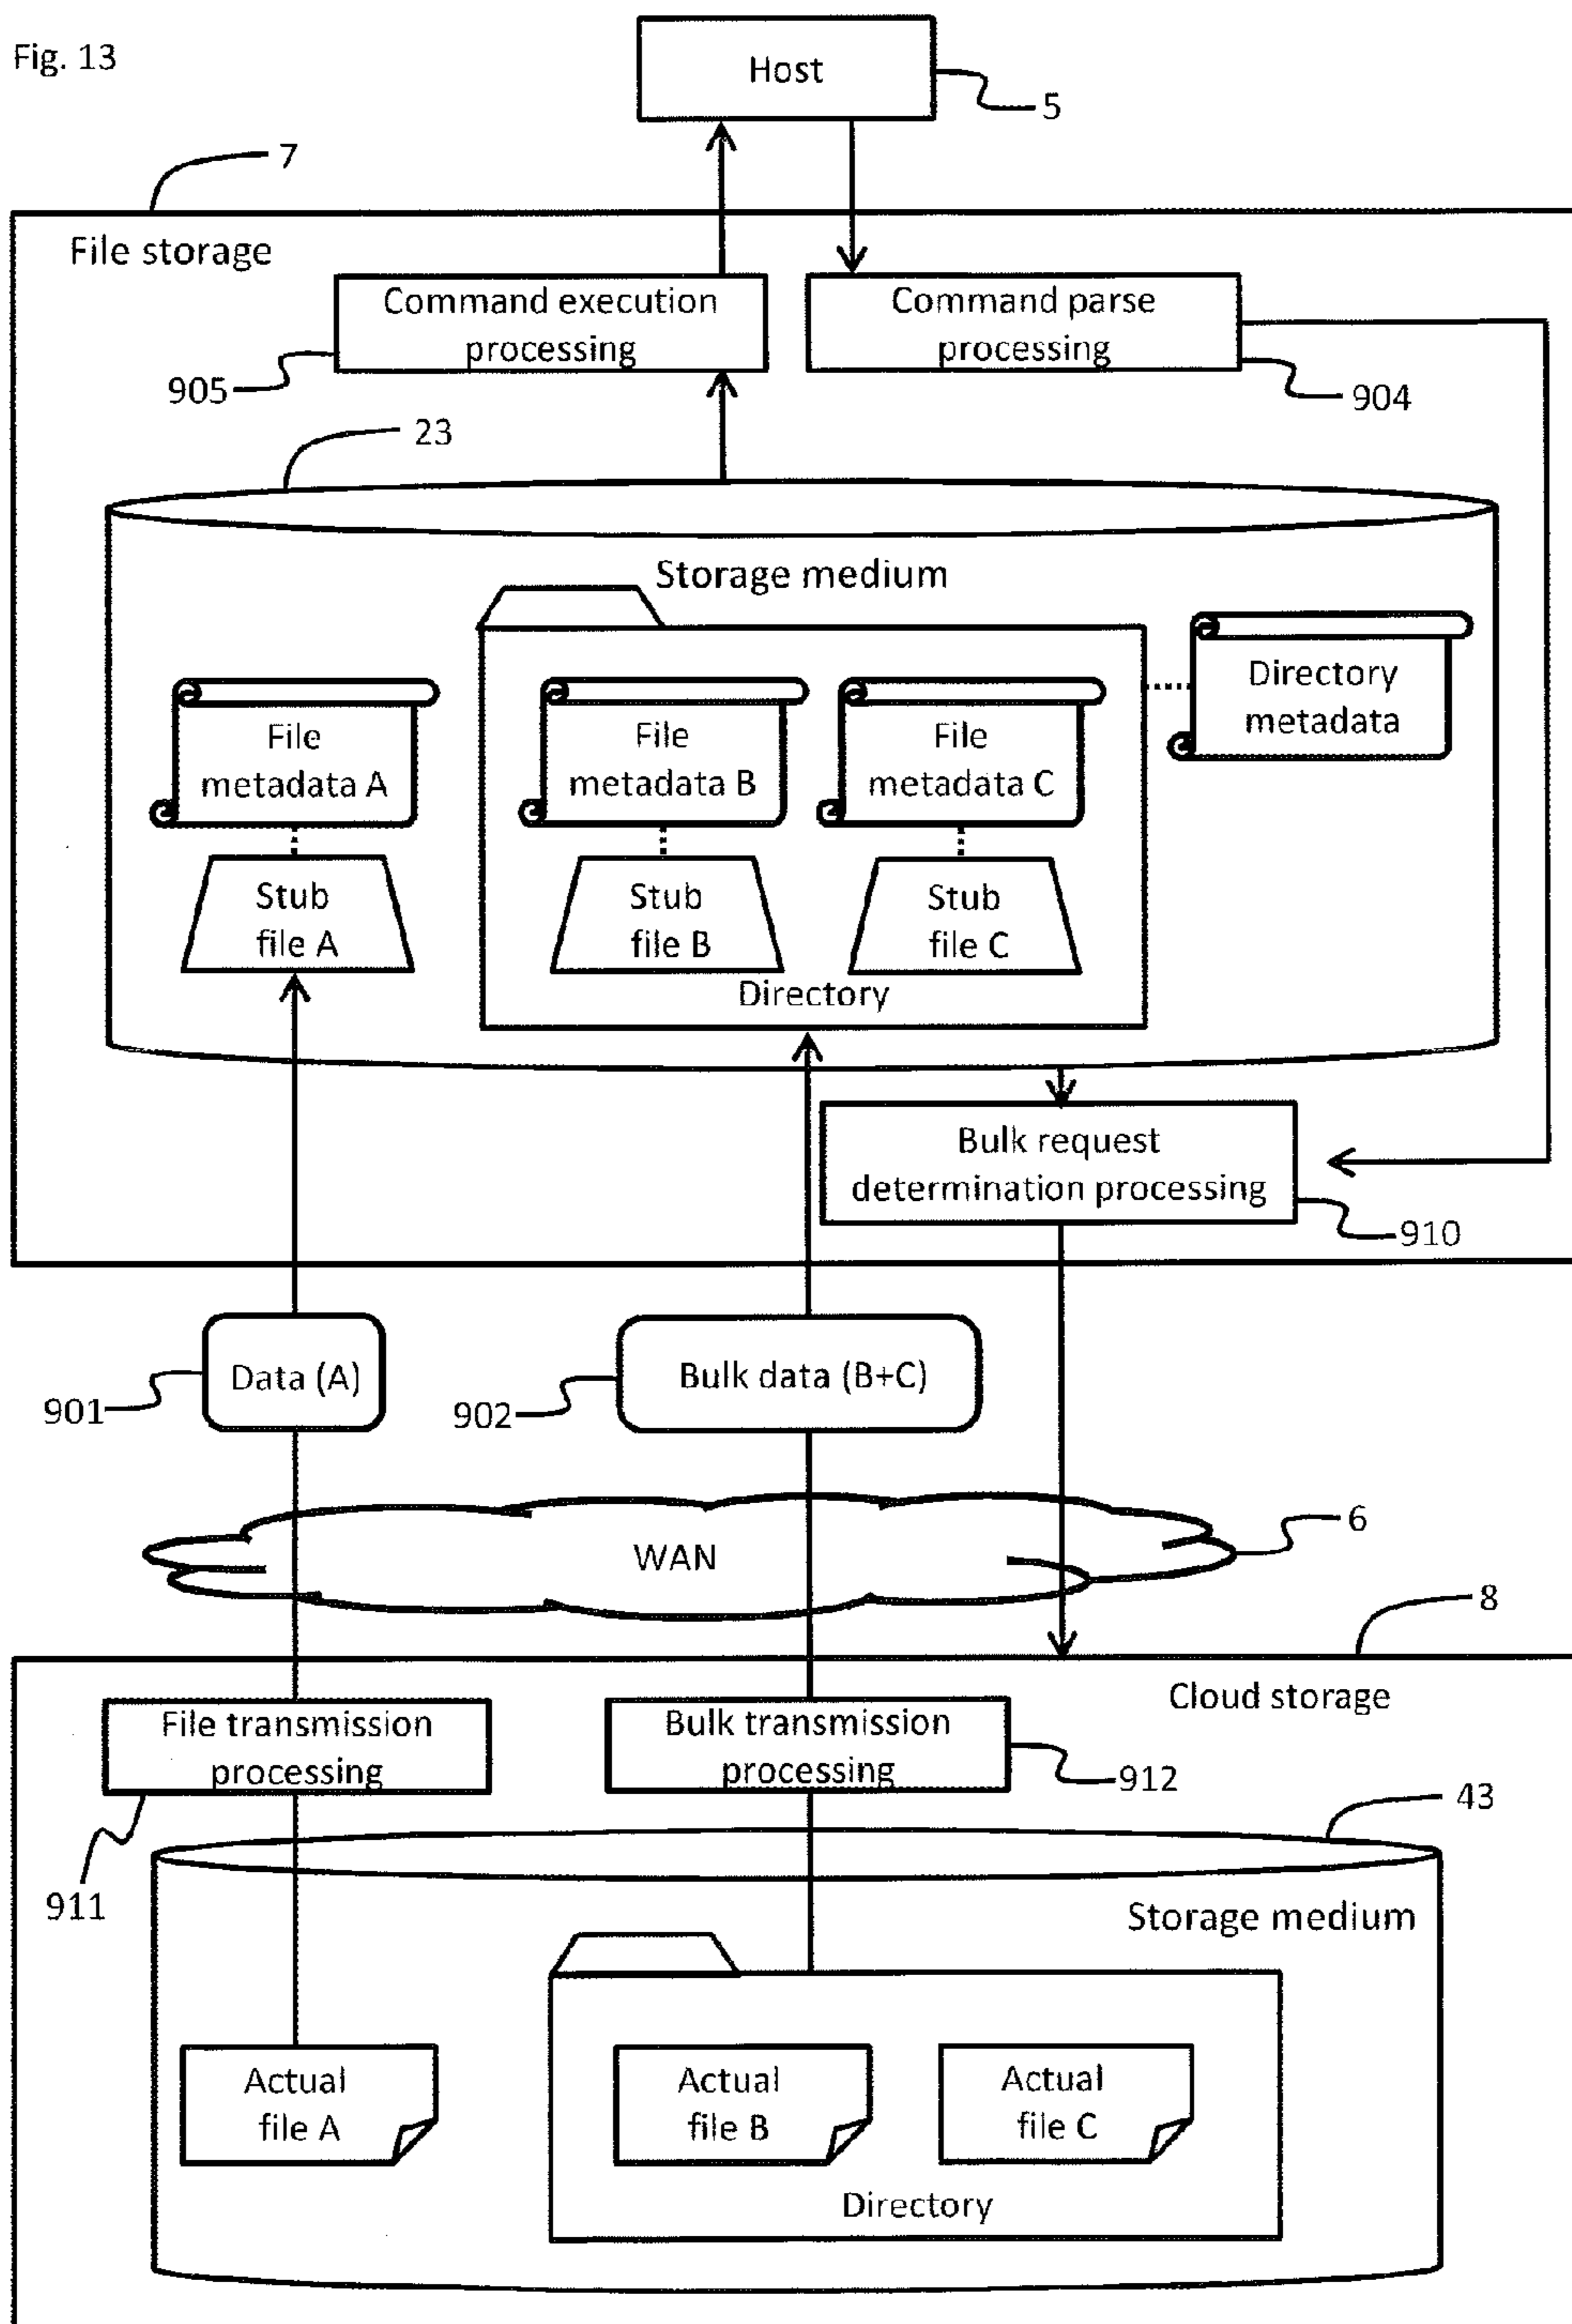 Fig. 13
Host
5
7
File storage
Command execution
processing
Command parse
processing
905
904
23
Storage medium
Directory
metadata
File
metadata A
File
metadata B
File
metadata C
Stub
file A
Stub
file B
Stub
file C
Directory
Bulk request
determination processing
910
Data (A)
Bulk data (B+C)
901
902
WAN
6
8
Cloud storage
File transmission
processing
Bulk transmission
processing
912
43
911
Storage medium
Actual
file A
Actual
file B
Actual
file C
Directory